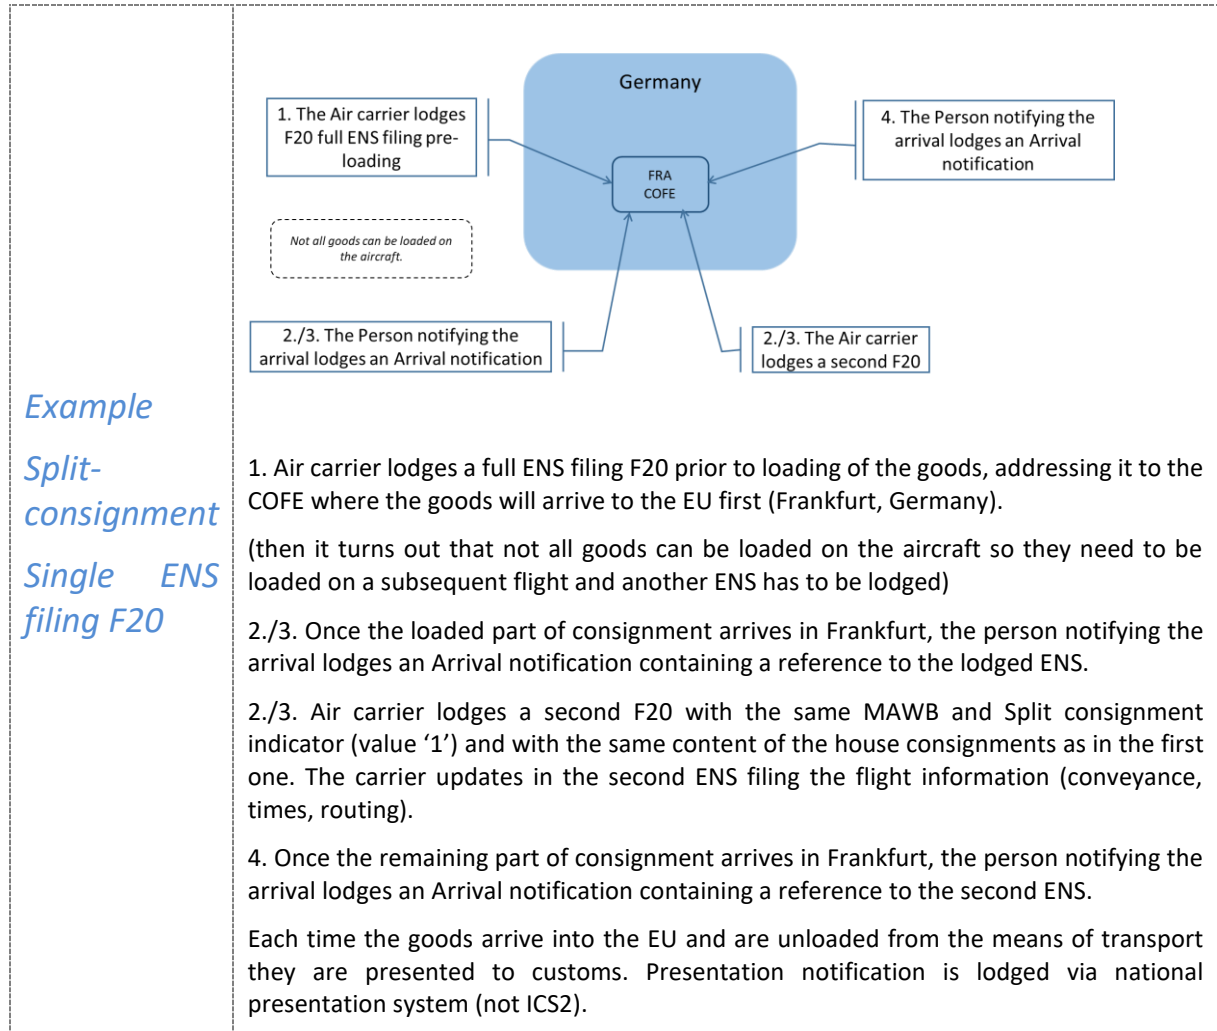 Germany
1. The Air carrier lodges
F20 full ENS filing pre-
loading
4. The Person notifying the
arrival lodges an Arrival
notification
FRA
COFE
Not all goods can be loaded on
the aircraft.
2./3. The Person notifying the
arrival lodges an Arrival notification
2./3. The Air carrier
lodges a second F20
Example
Split-
consignment
Single ENS
filing F20
1. Air carrier lodges a full ENS filing F20 prior to loading of the goods, addressing it to the
COFE where the goods will arrive to the EU first (Frankfurt, Germany).
(then it turns out that not all goods can be loaded on the aircraft so they need to be
loaded on a subsequent flight and another ENS has to be lodged)
2./3. Once the loaded part of consignment arrives in Frankfurt, the person notifying the
arrival lodges an Arrival notification containing a reference to the lodged ENS.
2./3. Air carrier lodges a second F20 with the same MAWB and Split consignment
indicator (value ‘1’) and with the same content of the house consignments as in the first
one. The carrier updates in the second ENS filing the flight information (conveyance,
times, routing).
4. Once the remaining part of consignment arrives in Frankfurt, the person notifying the
arrival lodges an Arrival notification containing a reference to the second ENS.
Each time the goods arrive into the EU and are unloaded from the means of transport
they are presented to customs. Presentation notification is lodged via national
presentation system (not ICS2).